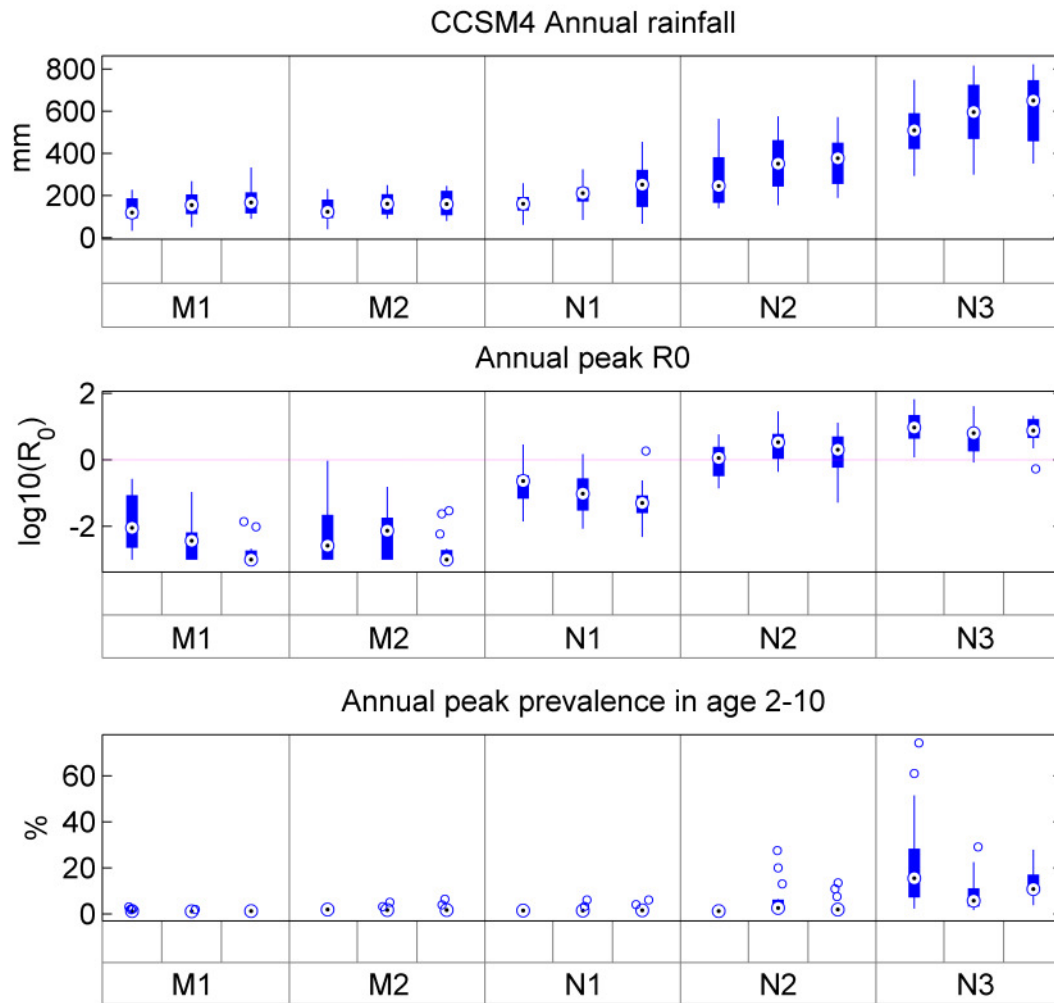 CCSM4 Annual rainfall
mm
800
600
400
200
0
M1 M2 N1 N2 N3
Annual peak R0
log10(R0)
2
0
-2
M1 M2 N1 N2 N3
Annual peak prevalence in age 2-10
%
60
40
20
0
M1 M2 N1 N2 N3